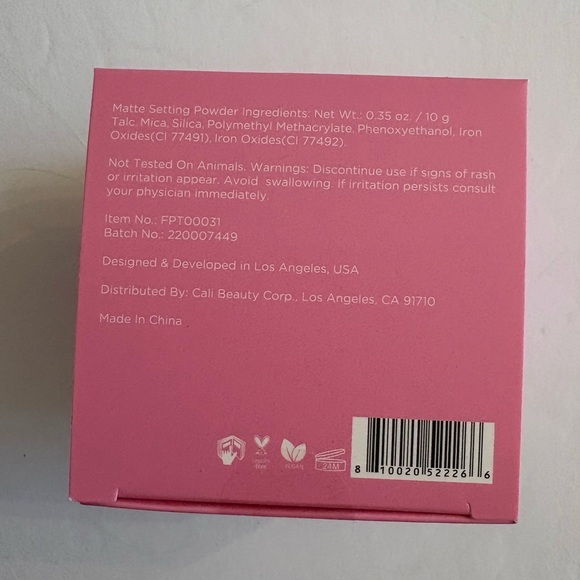 Matte Setting Powder Ingredients: Net Wt.: 0.35 oz. / 10 g
Talc, Mica, Silica, Polymethyl Methacrylate, Phenoxyethanol, Iron
Oxides(CI 77491), Iron Oxides(CI 77492).
Not Tested On Animals. Warnings: Discontinue use if signs of rash
or irritation appear. Avoid swallowing. If irritation persists consult
your physician immediately.
Item No.: FPT00031
Batch No.: 220007449
Designed & Developed in Los Angeles, USA
Distributed By: Cali Beauty Corp., Los Angeles, CA 91710
Made In China
24M
8 10020 52226 6